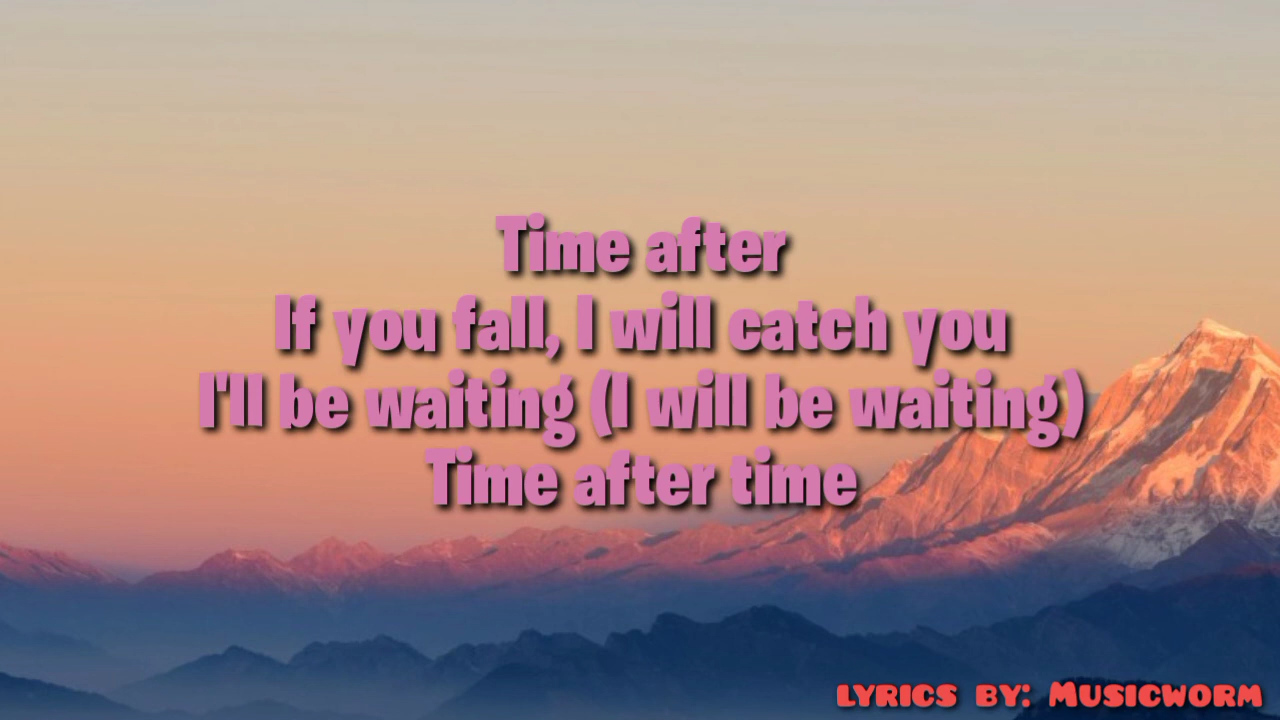 Time after
If you fall, I will catch you
I'll be waiting (I will be waiting)
Time after time
LYRICS BY: MUSICWORM